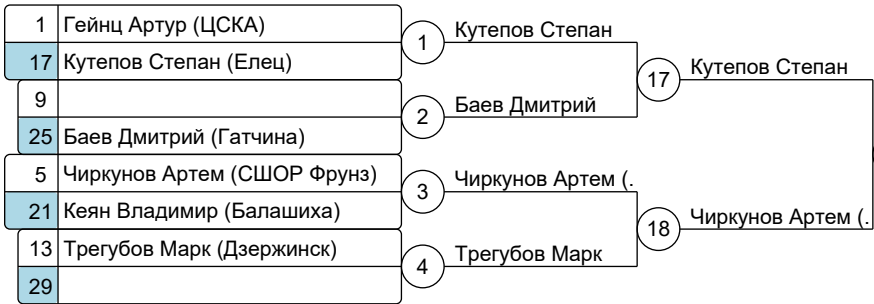 1 Гейнц Артур (ЦСКА)
17 Кутепов Степан (Елец)
1 Кутепов Степан
9
25 Баев Дмитрий (Гатчина)
2 Баев Дмитрий
17 Кутепов Степан
5 Чиркунов Артем (СШОР Фрунз)
21 Кеян Владимир (Балашиха)
3 Чиркунов Артем (.
13 Трегубов Марк (Дзержинск)
29
4 Трегубов Марк
18 Чиркунов Артем (.